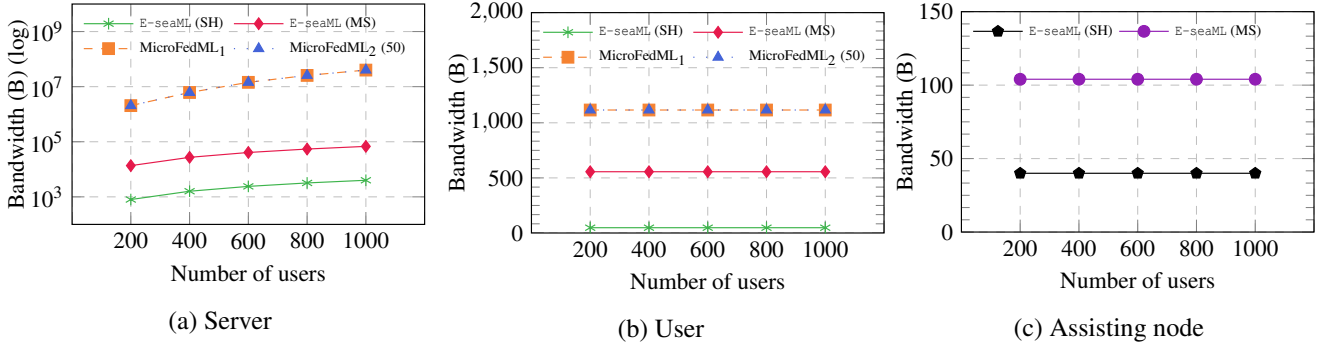 E-seaML (SH)
E-seaML (MS)
MicroFedML1
MicroFedML2 (50)
10^9
10^7
10^5
10^3
Bandwidth (B) (log)
200 400 600 800 1000
Number of users
(a) Server
E-seaML (SH)
E-seaML (MS)
MicroFedML1
MicroFedML2 (50)
2,000
1,500
1,000
500
0
Bandwidth (B)
200 400 600 800 1000
Number of users
(b) User
E-seaML (SH)
E-seaML (MS)
150
100
50
0
Bandwidth (B)
200 400 600 800 1000
Number of users
(c) Assisting node